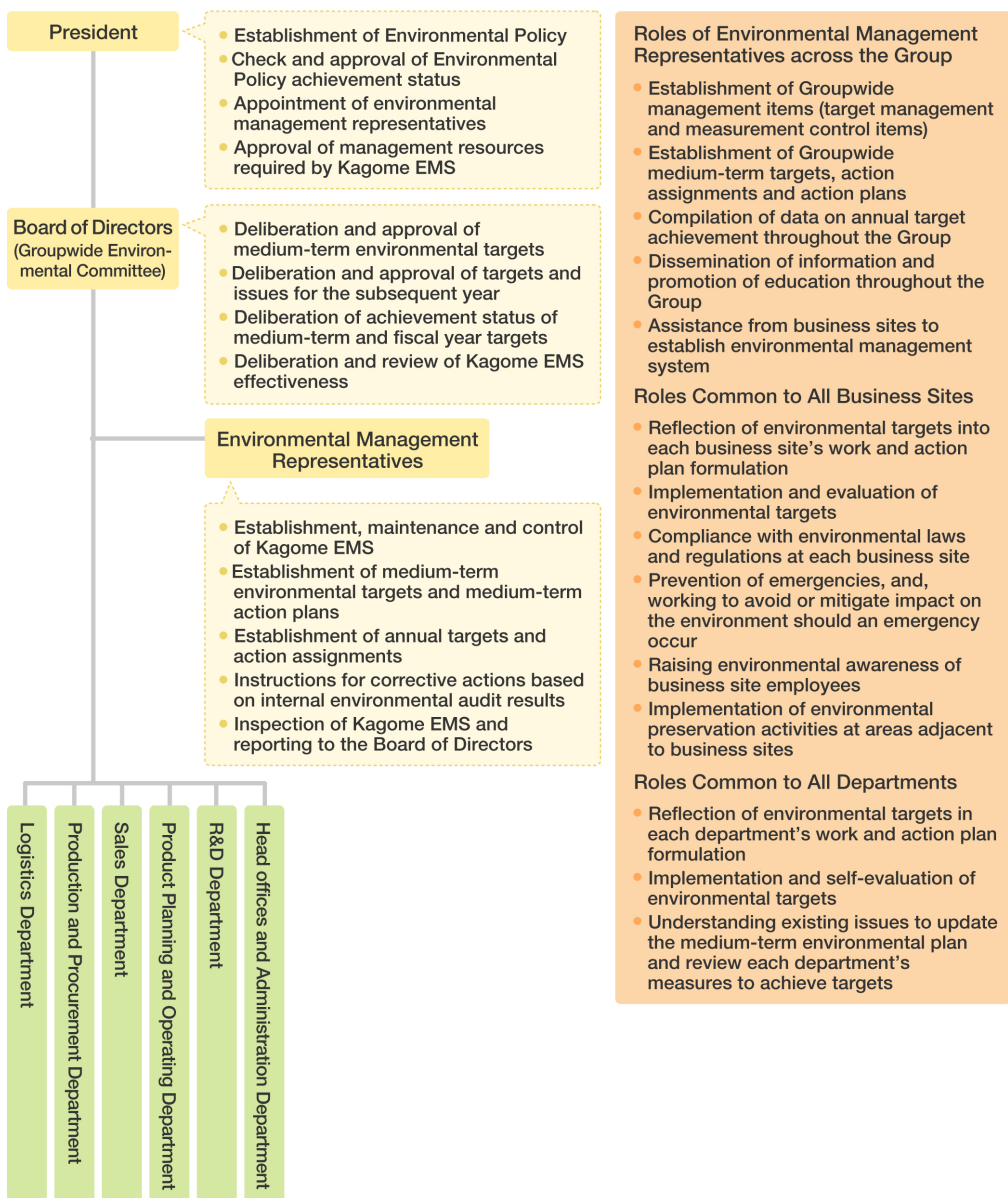 President
• Establishment of Environmental Policy
• Check and approval of Environmental
Policy achievement status
• Appointment of environmental
management representatives
• Approval of management resources
required by Kagome EMS
Board of Directors
(Groupwide Environ-
mental Committee)
• Deliberation and approval of
medium-term environmental targets
• Deliberation and approval of targets and
issues for the subsequent year
• Deliberation of achievement status of
medium-term and fiscal year targets
• Deliberation and review of Kagome EMS
effectiveness
Environmental Management
Representatives
• Establishment, maintenance and control
of Kagome EMS
• Establishment of medium-term
environmental targets and medium-term
action plans
• Establishment of annual targets and
action assignments
• Instructions for corrective actions based
on internal environmental audit results
• Inspection of Kagome EMS and
reporting to the Board of Directors
Logistics Department
Production and Procurement Department
Sales Department
Product Planning and Operating Department
R&D Department
Head offices and Administration Department
Roles of Environmental Management
Representatives across the Group
• Establishment of Groupwide
management items (target management
and measurement control items)
• Establishment of Groupwide
medium-term targets, action
assignments and action plans
• Compilation of data on annual target
achievement throughout the Group
• Dissemination of information and
promotion of education throughout the
Group
• Assistance from business sites to
establish environmental management
system
Roles Common to All Business Sites
• Reflection of environmental targets into
each business site's work and action
plan formulation
• Implementation and evaluation of
environmental targets
• Compliance with environmental laws
and regulations at each business site
• Prevention of emergencies, and,
working to avoid or mitigate impact on
the environment should an emergency
occur
• Raising environmental awareness of
business site employees
• Implementation of environmental
preservation activities at areas adjacent
to business sites
Roles Common to All Departments
• Reflection of environmental targets in
each department's work and action plan
formulation
• Implementation and self-evaluation of
environmental targets
• Understanding existing issues to update
the medium-term environmental plan
and review each department's
measures to achieve targets